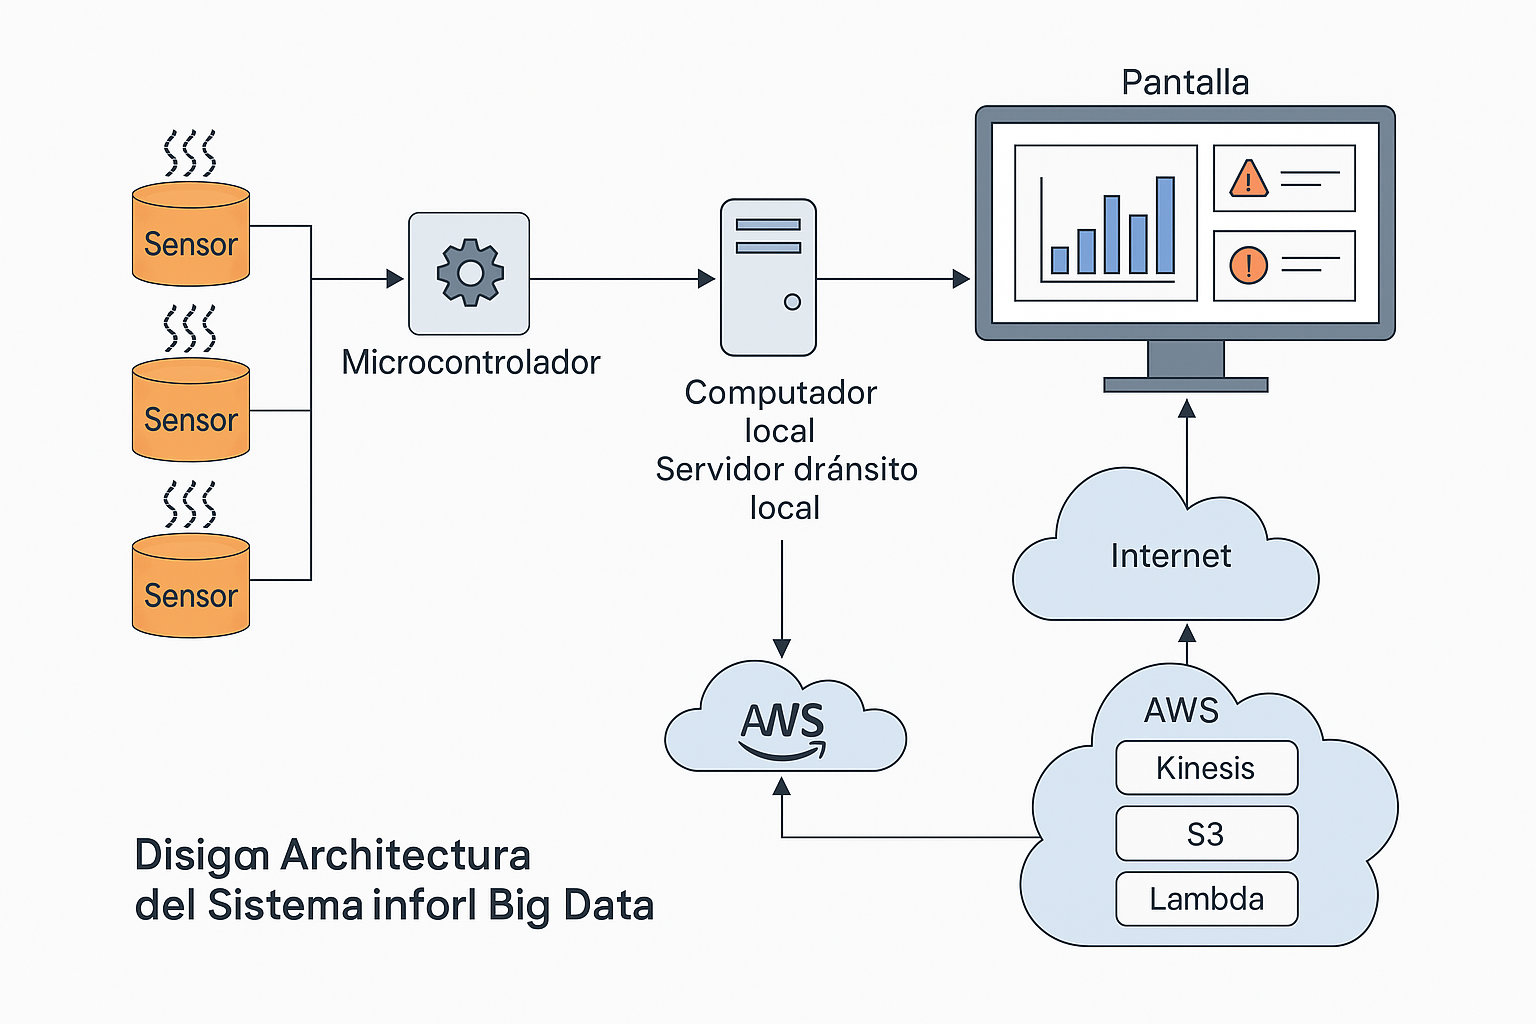 Pantalla
Sensor
Sensor
Sensor
Microcontrolador
Computador
local
Servidor dránsito
local
Internet
AWS
AWS
Kinesis
S3
Lambda
Disigan Architectura
del Sistema inforl Big Data